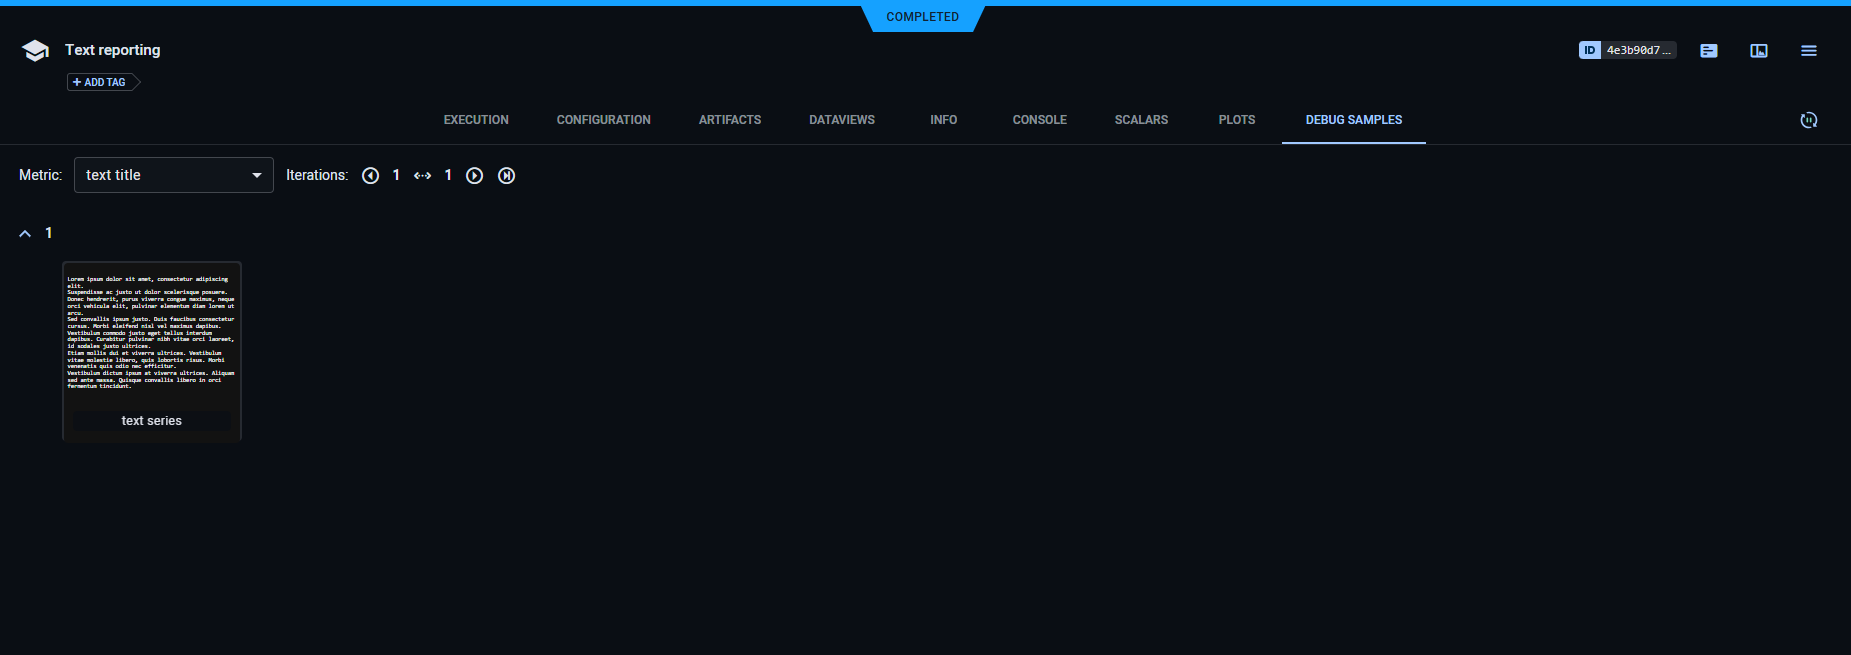 COMPLETED
Text reporting
ID 4e3b90d7 ...
+ ADD TAG
EXECUTION CONFIGURATION ARTIFACTS DATAVIEWS INFO CONSOLE SCALARS PLOTS DEBUG SAMPLES
Metric: text title Iterations: 1 1
1
Lorem ipsum dolor sit amet, consectetur adipiscing
elit.
Suspendisse ac justo ut dolor scelerisque posuere.
Donec hendrerit, purus viverra congue maximus, neque
orci vehicula elit, pulvinar elementum diam lorem ut
arcu.
Sed convallis ipsum justo. Duis faucibus consectetur
cursus. Morbi eleifend nisl vel maximus dapibus.
Vestibulum commodo justo eget tellus interdum
dapibus. Curabitur pulvinar nibh vitae orci laoreet,
id sodales justo ultrices.
Etiam mollis dui at viverra ultrices. Vestibulum
vitae molestie libero, quis lobortis risus. Morbi
venenatis quis odio nec efficitur.
Vestibulum dictum ipsum at viverra ultrices. Aliquam
sed ante massa. Quisque convallis libero in orci
fermentum tincidunt.
text series